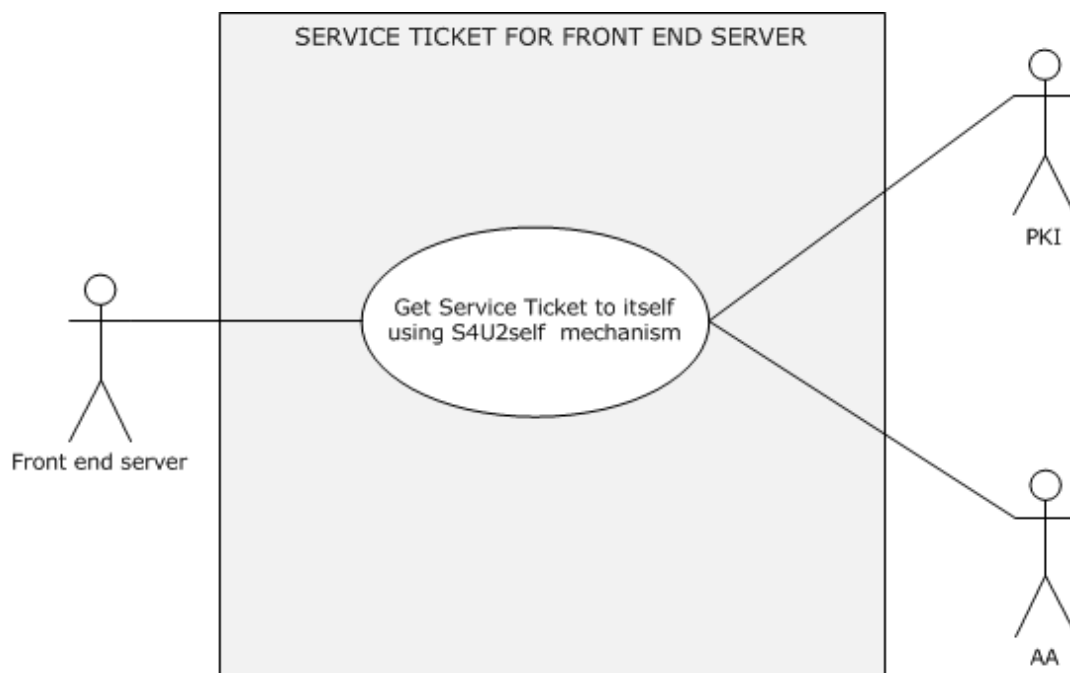 SERVICE TICKET FOR FRONT END SERVER
PKI
Get Service Ticket to itself
using S4U2self mechanism
Front end server
AA